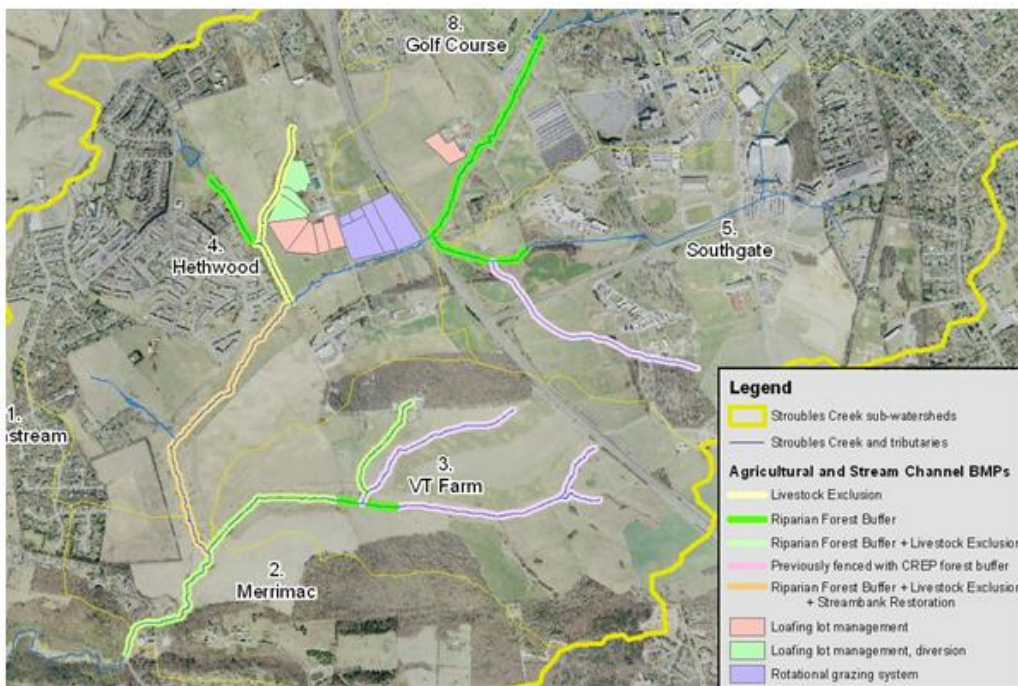 8.
Golf Course
4.
Hethwood
5.
Southgate
1.
nstream
3.
VT Farm
2.
Merrimac
Legend
Stroubles Creek sub-watersheds
Stroubles Creek and tributaries
Agricultural and Stream Channel BMPs
Livestock Exclusion
Riparian Forest Buffer
Riparian Forest Buffer + Livestock Exclusion
Previously fenced with CREP forest buffer
Riparian Forest Buffer + Livestock Exclusion
+ Streambank Restoration
Loafing lot management
Loafing lot management, diversion
Rotational grazing system